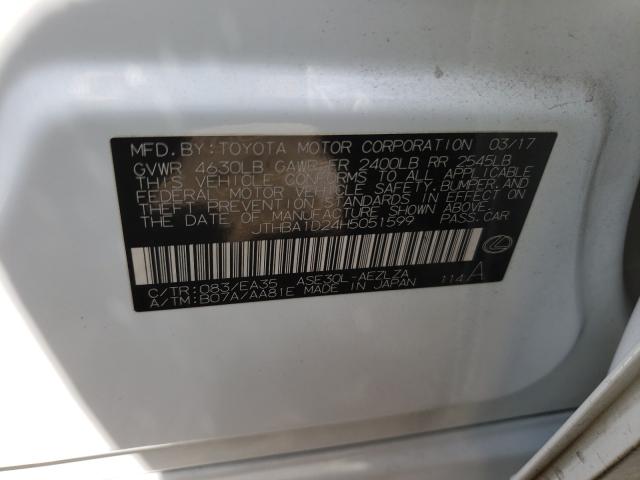 MFD. BY: TOYOTA MOTOR CORPORATION 03/17
GVWR 4630LB GAWR FR 2400LB RR 2545LB
THIS VEHICLE CONFORMS TO ALL APPLICABLE
FEDERAL MOTOR VEHICLE SAFETY, BUMPER, AND
THEFT PREVENTION STANDARDS IN EFFECT ON
THE DATE OF MANUFACTURE SHOWN ABOVE.
JTHBA1D24H5051599 PASS. CAR
C/TR: 083/EA35 ASE30L-AEZLZA
A/TM: B07A/AA81E MADE IN JAPAN 114 A